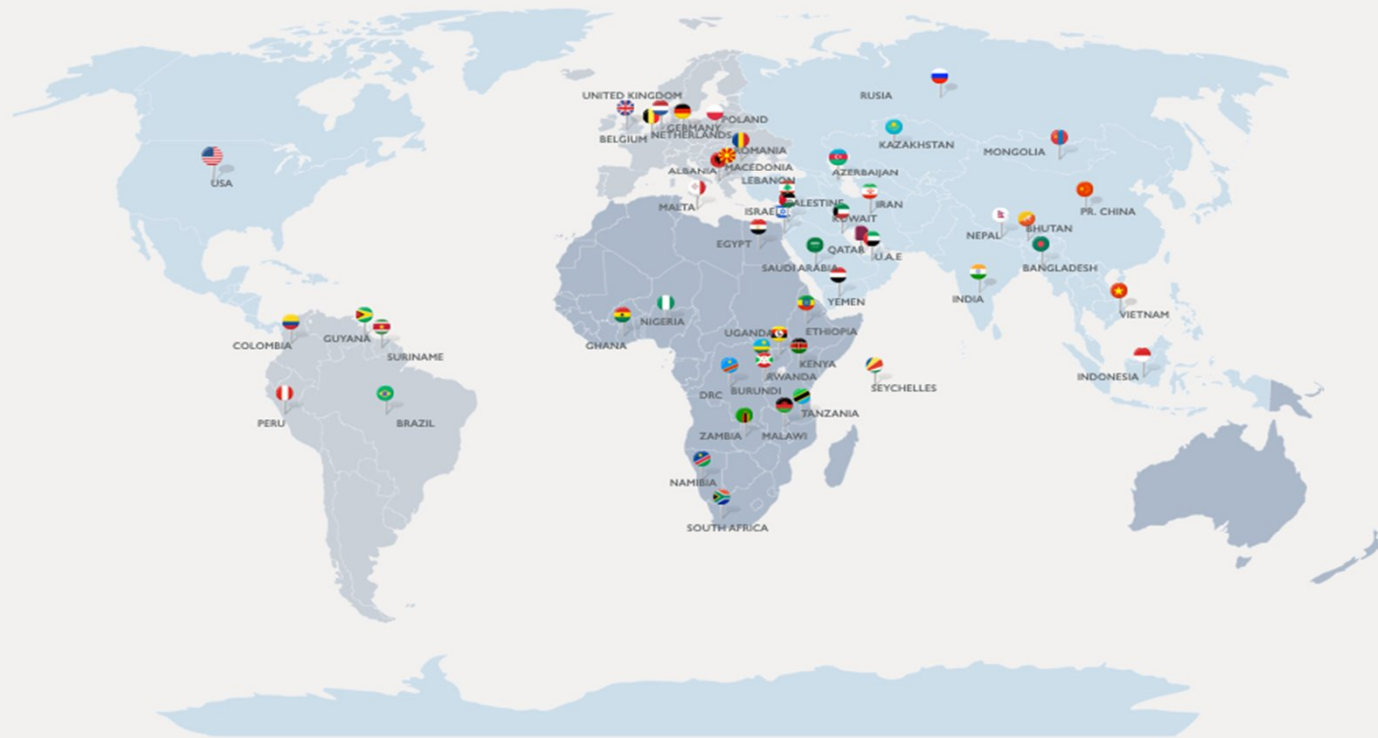 RUSIA
UNITED KINGDOM
POLAND
GERMANY
NETHERLANDS
BELGIUM
KAZAKHSTAN
ROMANIA
MONGOLIA
MACEDONIA
ALBANIA
AZERBAIJAN
LEBANON
USA
PALESTINE
IRAN
MALTA
ISRAEL
PR. CHINA
KUWAIT
BHUTAN
NEPAL
EGYPT
QATAR
U.A.E
SAUDI ARABIA
BANGLADESH
INDIA
YEMEN
VIETNAM
NIGERIA
UGANDA
ETHIOPIA
GUYANA
COLOMBIA
GHANA
SURINAME
KENYA
RWANDA
INDONESIA
SEYCHELLES
BURUNDI
DRC
TANZANIA
PERU
BRAZIL
ZAMBIA
MALAWI
NAMIBIA
SOUTH AFRICA